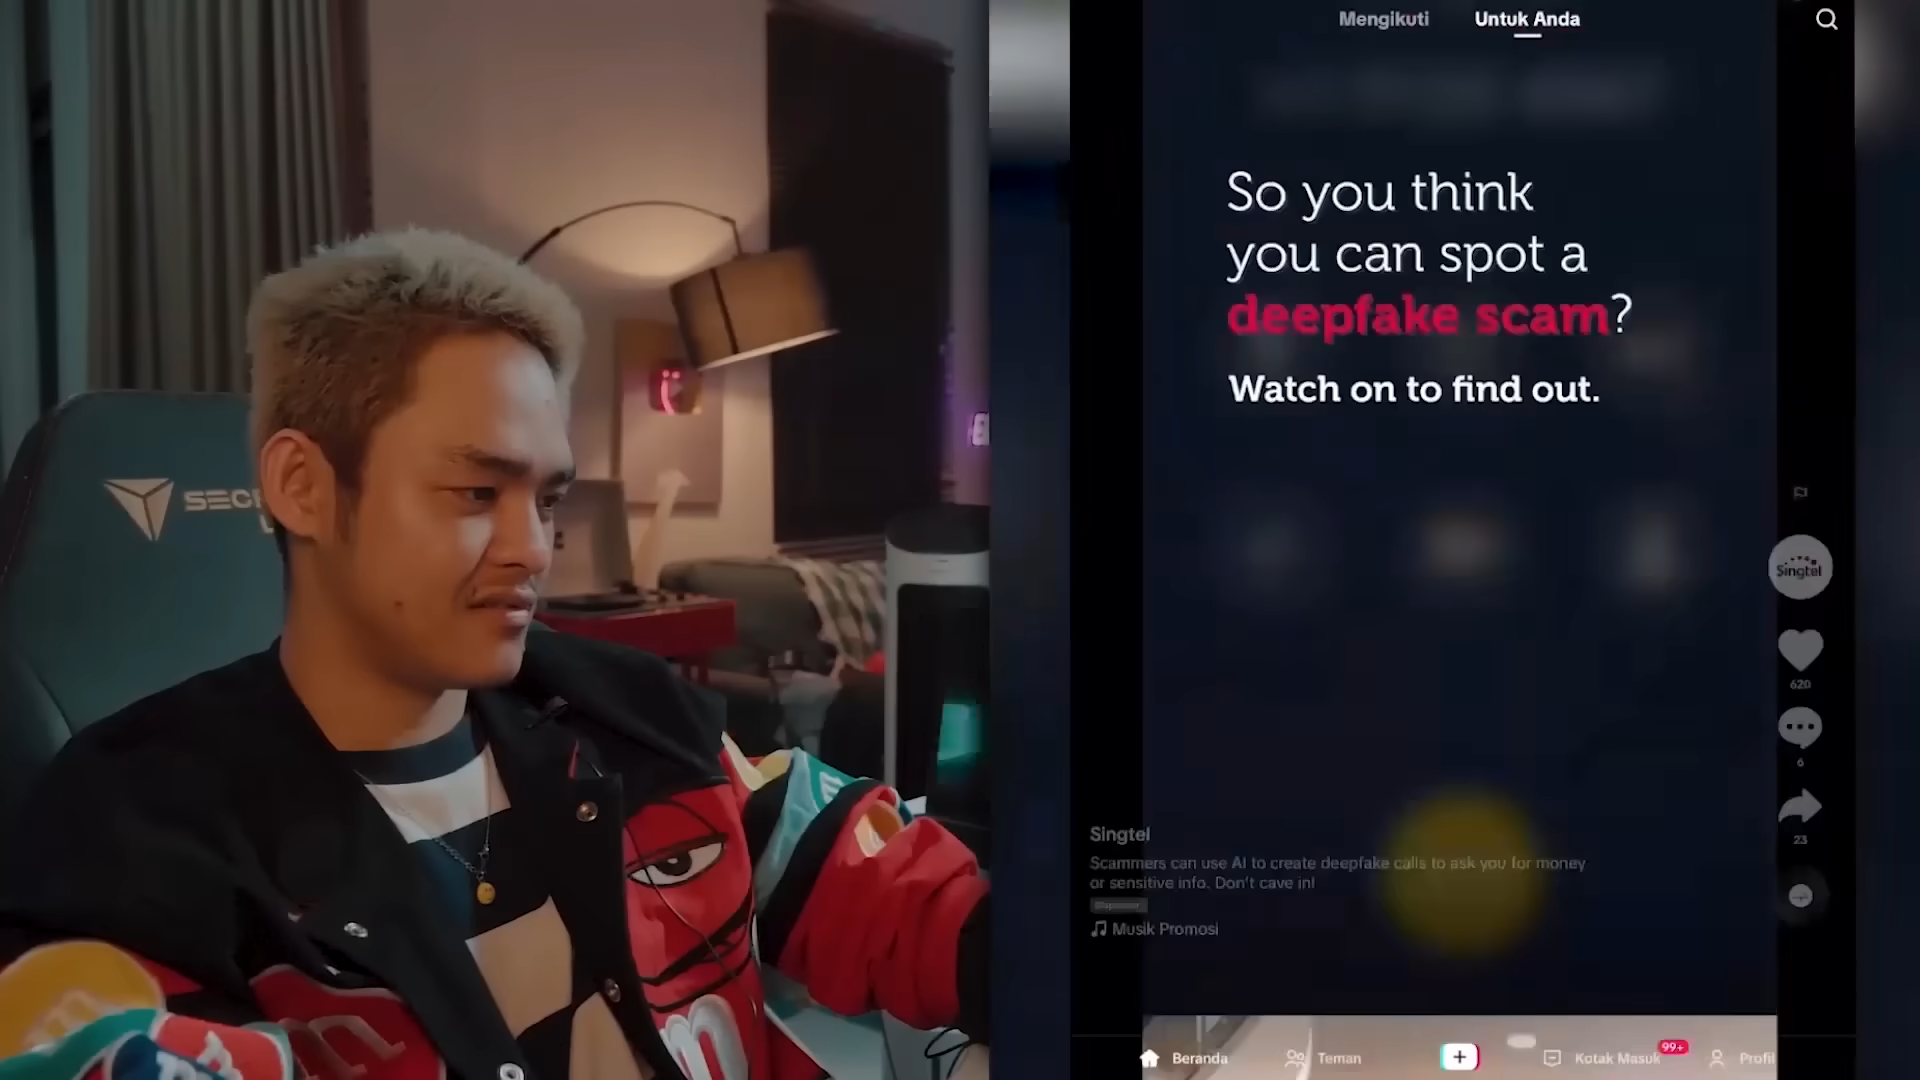 Mengikuti
Untuk Anda
So you think
you can spot a
deepfake scam?
Watch on to find out.
Singtel
620
6
23
Singtel
Scammers can use AI to create deepfake calls to ask you for money
or sensitive info. Don't cave in!
Musik Promosi
Beranda
Teman
Kotak Masuk
99+
Profil